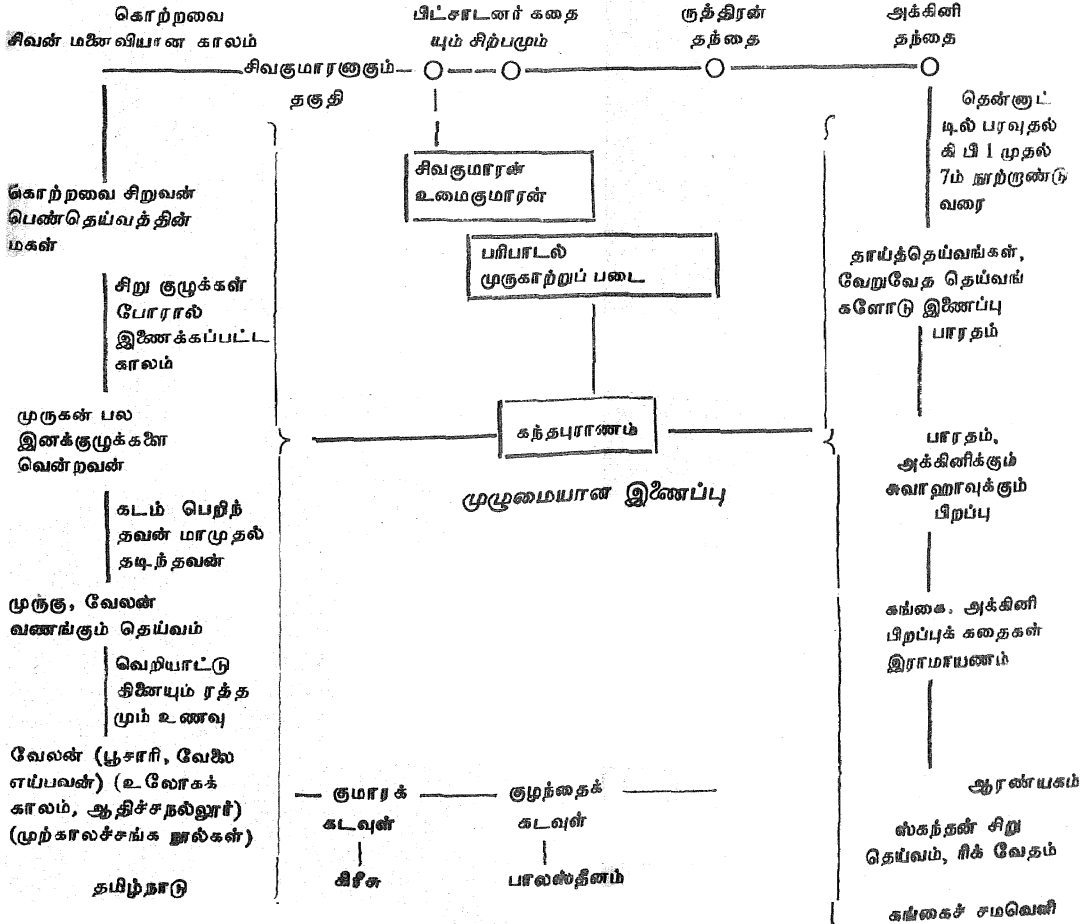 கொற்றவை
சிவன் மனைவியான காலம்
பிட்சாடனர் கதை
யும் சிற்பமும்
ருத்திரன்
தந்தை
அக்கினி
தந்தை
சிவகுமாரனாகும்
தகுதி
சிவகுமாரன்
உமைகுமாரன்
பரிபாடல்
முருகாற்றுப் படை
கந்தபுராணம்
முழுமையான இணைப்பு
கொற்றவை சிறுவன்
பெண்தெய்வத்தின்
மகள்
சிறு குழுக்கள்
போரால்
இணைக்கப்பட்ட
காலம்
முருகன் பல
இனக்குழுக்களை
வென்றவன்
கடம் பெறிந்
தவன் மாமுதல்
தடிந்தவன்
முருகு, வேலன்
வணங்கும் தெய்வம்
வெறியாட்டு
தினையும் ரத்த
மும் உணவு
வேலன் (பூசாரி, வேலை
எய்பவன்) (உலோகக்
காலம், ஆதிச்சநல்லூர்)
(முற்காலச்சங்க நூல்கள்)
தமிழ்நாடு
குமாரக்
கடவுள்
கிரீசு
குழந்தைக்
கடவுள்
பாலஸ்தீனம்
தென்னாட்
டில் பரவுதல்
கி பி 1 முதல்
7ம் நூற்றாண்டு
வரை
தாய்த்தெய்வங்கள்,
வேறுவேத தெய்வங்
களோடு இணைப்பு
பாரதம்
பாரதம்,
அக்கினிக்கும்
சுவாஹாவுக்கும்
பிறப்பு
கங்கை, அக்கினி
பிறப்புக் கதைகள்
இராமாயணம்
ஆரண்யகம்
ஸ்கந்தன் சிறு
தெய்வம், ரிக் வேதம்
கங்கைச் சமவெளி